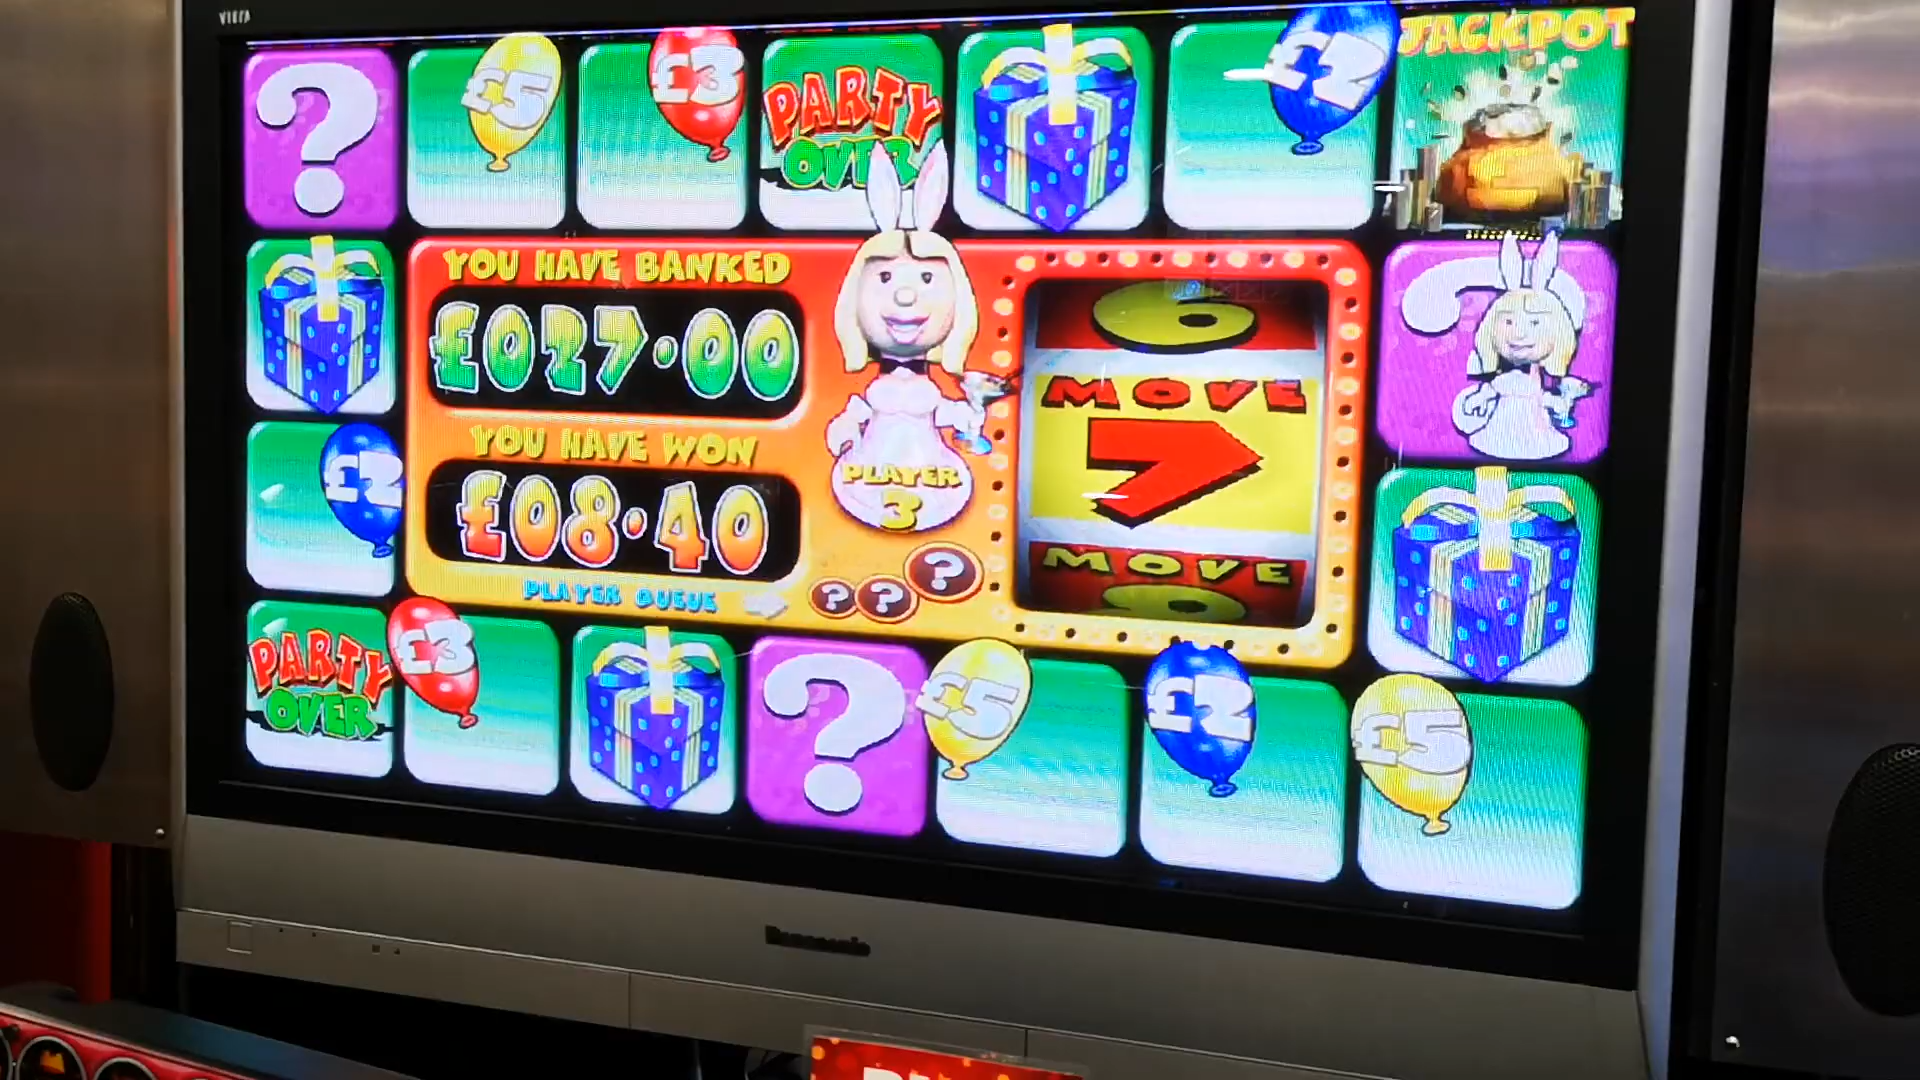 VIERA
JACKPOT
?
£5
£3
PARTY
OVER
£2
YOU HAVE BANKED
£027.00
6
?
MOVE
7
£2
YOU HAVE WON
£08.40
PLAYER
3
MOVE
PLAYER QUEUE
? ? ?
PARTY
OVER
£3
?
£5
£2
£5
Panasonic